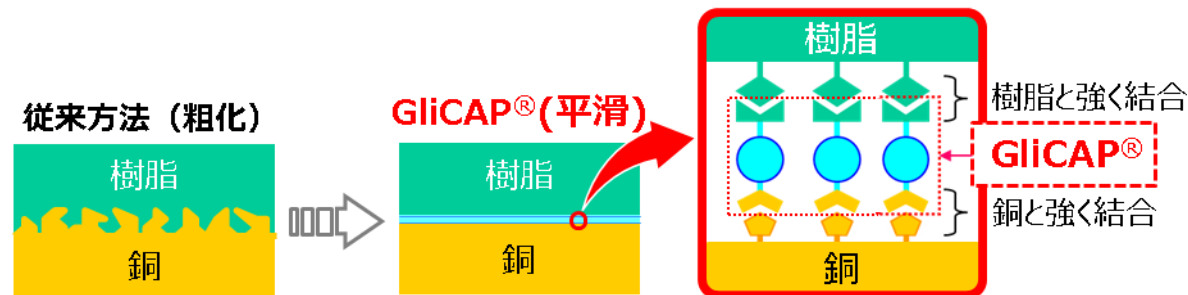 従来方法（粗化）
樹脂
銅
GliCAP®(平滑)
樹脂
銅
樹脂
樹脂と強く結合
GliCAP®
銅と強く結合
銅